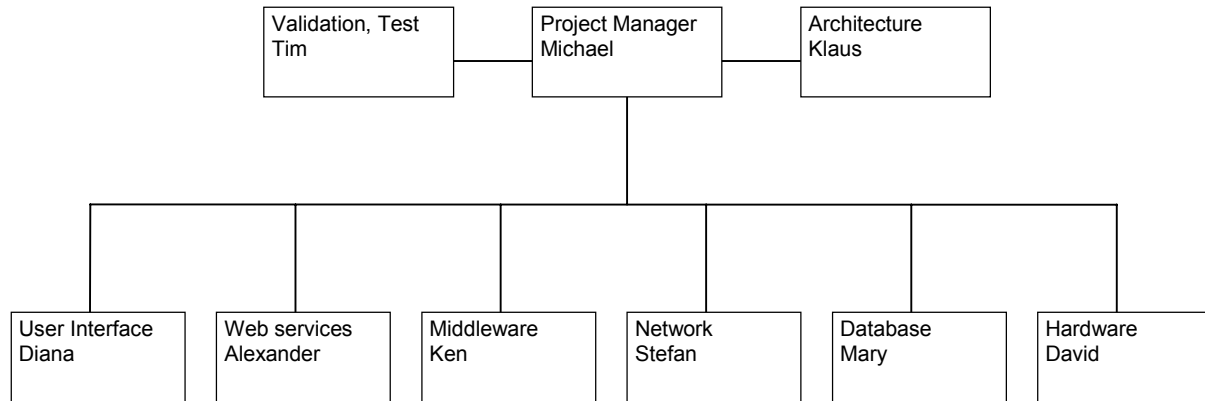 Validation, Test
Tim
Project Manager
Michael
Architecture
Klaus
User Interface
Diana
Web services
Alexander
Middleware
Ken
Network
Stefan
Database
Mary
Hardware
David